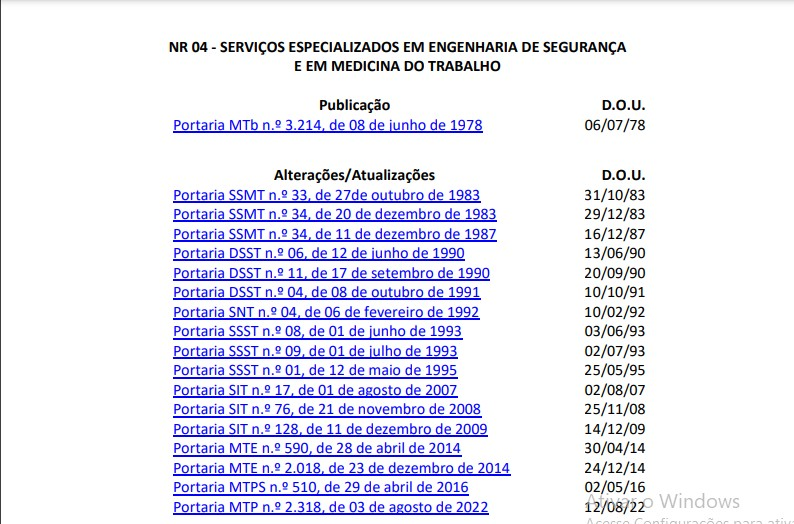 NR 04 - SERVIÇOS ESPECIALIZADOS EM ENGENHARIA DE SEGURANÇA
E EM MEDICINA DO TRABALHO
Publicação D.O.U.
Portaria MTb n.º 3.214, de 08 de junho de 1978 06/07/78
Alterações/Atualizações D.O.U.
Portaria SSMT n.º 33, de 27de outubro de 1983 31/10/83
Portaria SSMT n.º 34, de 20 de dezembro de 1983 29/12/83
Portaria SSMT n.º 34, de 11 de dezembro de 1987 16/12/87
Portaria DSST n.º 06, de 12 de junho de 1990 13/06/90
Portaria DSST n.º 11, de 17 de setembro de 1990 20/09/90
Portaria DSST n.º 04, de 08 de outubro de 1991 10/10/91
Portaria SNT n.º 04, de 06 de fevereiro de 1992 10/02/92
Portaria SSST n.º 08, de 01 de junho de 1993 03/06/93
Portaria SSST n.º 09, de 01 de julho de 1993 02/07/93
Portaria SSST n.º 01, de 12 de maio de 1995 25/05/95
Portaria SIT n.º 17, de 01 de agosto de 2007 02/08/07
Portaria SIT n.º 76, de 21 de novembro de 2008 25/11/08
Portaria SIT n.º 128, de 11 de dezembro de 2009 14/12/09
Portaria MTE n.º 590, de 28 de abril de 2014 30/04/14
Portaria MTE n.º 2.018, de 23 de dezembro de 2014 24/12/14
Portaria MTPS n.º 510, de 29 de abril de 2016 02/05/16
Ativar o Windows
Portaria MTP n.º 2.318, de 03 de agosto de 2022 12/08/22
Acesse Configurações para